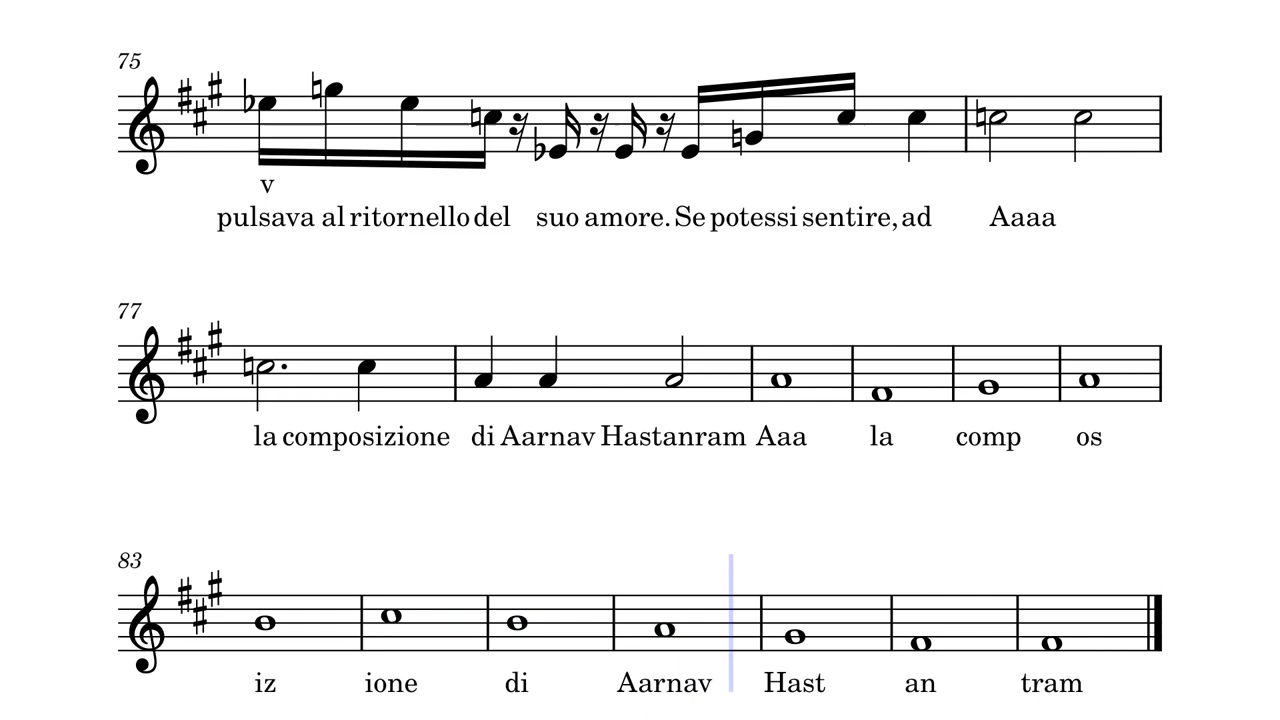 75
v
pulsava al ritornello del suo amore. Se potessi sentire, ad Aaaa
77
la composizione di Aarnav Hastanram Aaa la comp os
83
iz ione di Aarnav Hast an tram